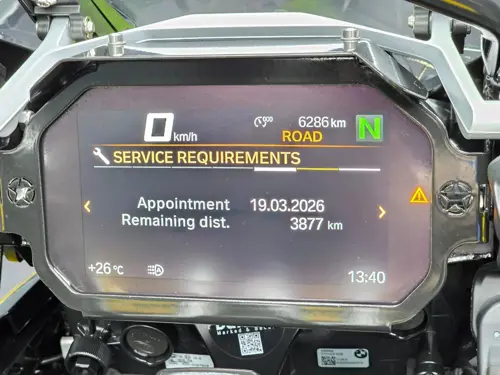 0 km/h
6286 km
ROAD
N
SERVICE REQUIREMENTS
Appointment 19.03.2026
Remaining dist. 3877 km
+26 °C
13:40